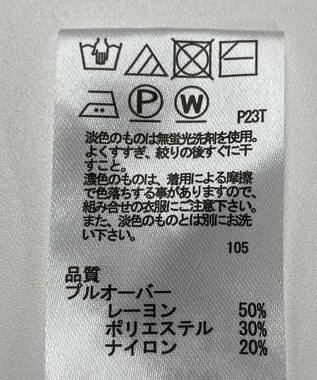 P W P23T
淡色のものは無蛍光洗剤を使用。
よくすすぎ、絞りの後すぐに干
すこと。
濃色のものは、着用による摩擦
で色落ちする事がありますので、
組み合せの衣服にご注意下さい。
また、淡色のものとは別にお洗
い下さい。
105
品質
プルオーバー
レーヨン 50%
ポリエステル 30%
ナイロン 20%